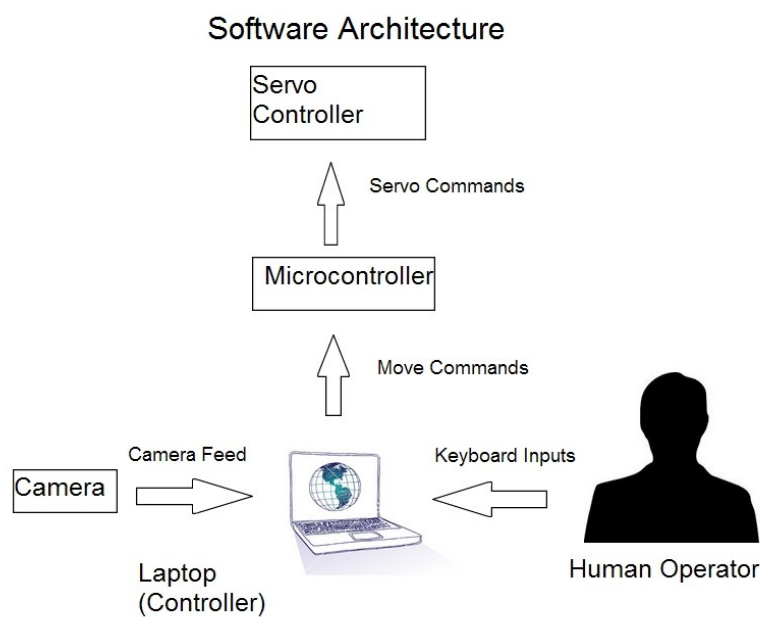 Software Architecture
Servo
Controller
Servo Commands
Microcontroller
Move Commands
Camera Feed
Keyboard Inputs
Camera
Laptop
(Controller)
Human Operator